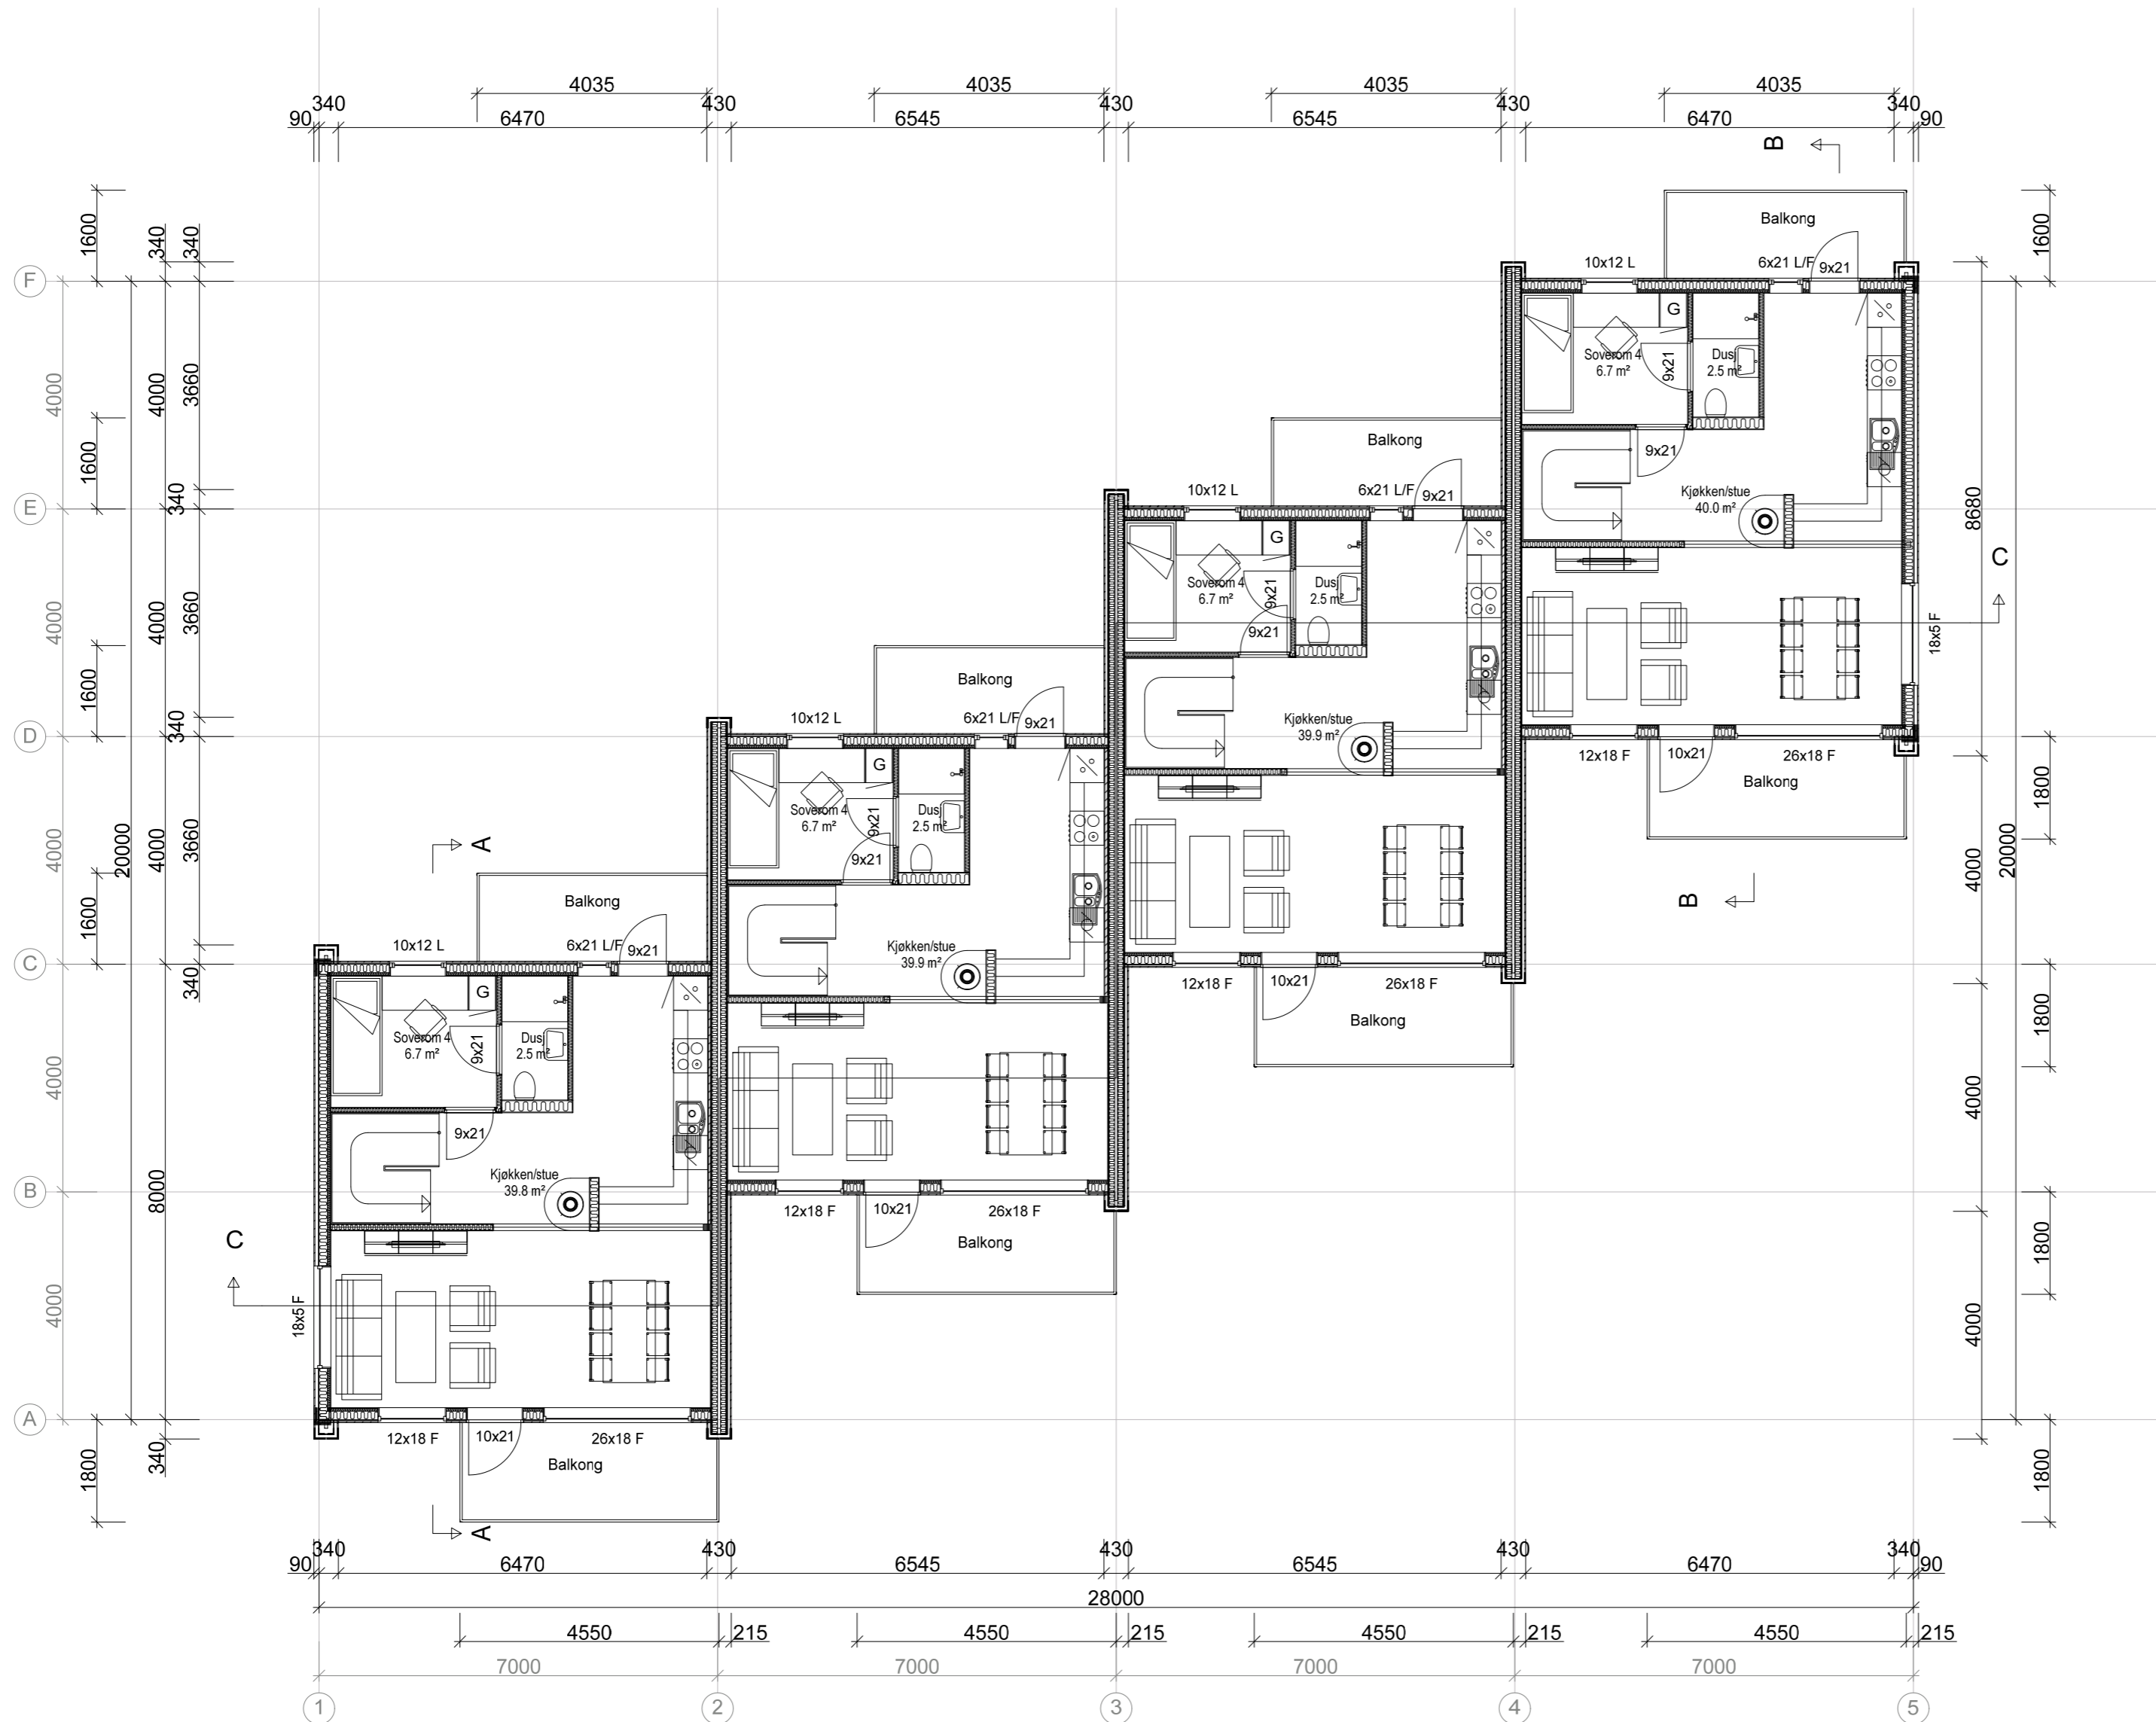 4035 4035 4035 4035
340 430 430 430 340
90 6470 6545 6545 6470 90
B
1600 340 340 Balkong 1600
10x12 L 6x21 L/F 9x21
F
G
4000 4000 3660 Soverom 4 6.7 m² 9x21 Dusj 2.5 m²
1600 Balkong 9x21
10x12 L 6x21 L/F 9x21 Kjøkken/stue 40.0 m² 8680
E 340
G C
4000 4000 3660 Soverom 4 6.7 m² 9x21 Dusj 2.5 m²
9x21 18x5 F
1600 Balkong
10x12 L 6x21 L/F 9x21 Kjøkken/stue 39.9 m²
D 340
12x18 F 10x21 26x18 F
G Balkong 1800
4000 20000 4000 3660 A Soverom 4 6.7 m² 9x21 Dusj 2.5 m²
9x21 4000 20000
1600 Balkong B
10x12 L 6x21 L/F 9x21 Kjøkken/stue 39.9 m²
C 340
12x18 F 10x21 26x18 F
G Balkong 1800
4000 Soverom 4 6.7 m² 9x21 Dusj 2.5 m²
9x21 4000
Kjøkken/stue 39.8 m²
B 8000
12x18 F 10x21 26x18 F
C Balkong 1800
4000 18x5 F 4000
A
12x18 F 10x21 26x18 F
1800 340 Balkong 1800
A
340 430 430 430 340
90 6470 6545 6545 6470 90
28000
4550 215 4550 215 4550 215 4550 215
7000 7000 7000 7000
1 2 3 4 5